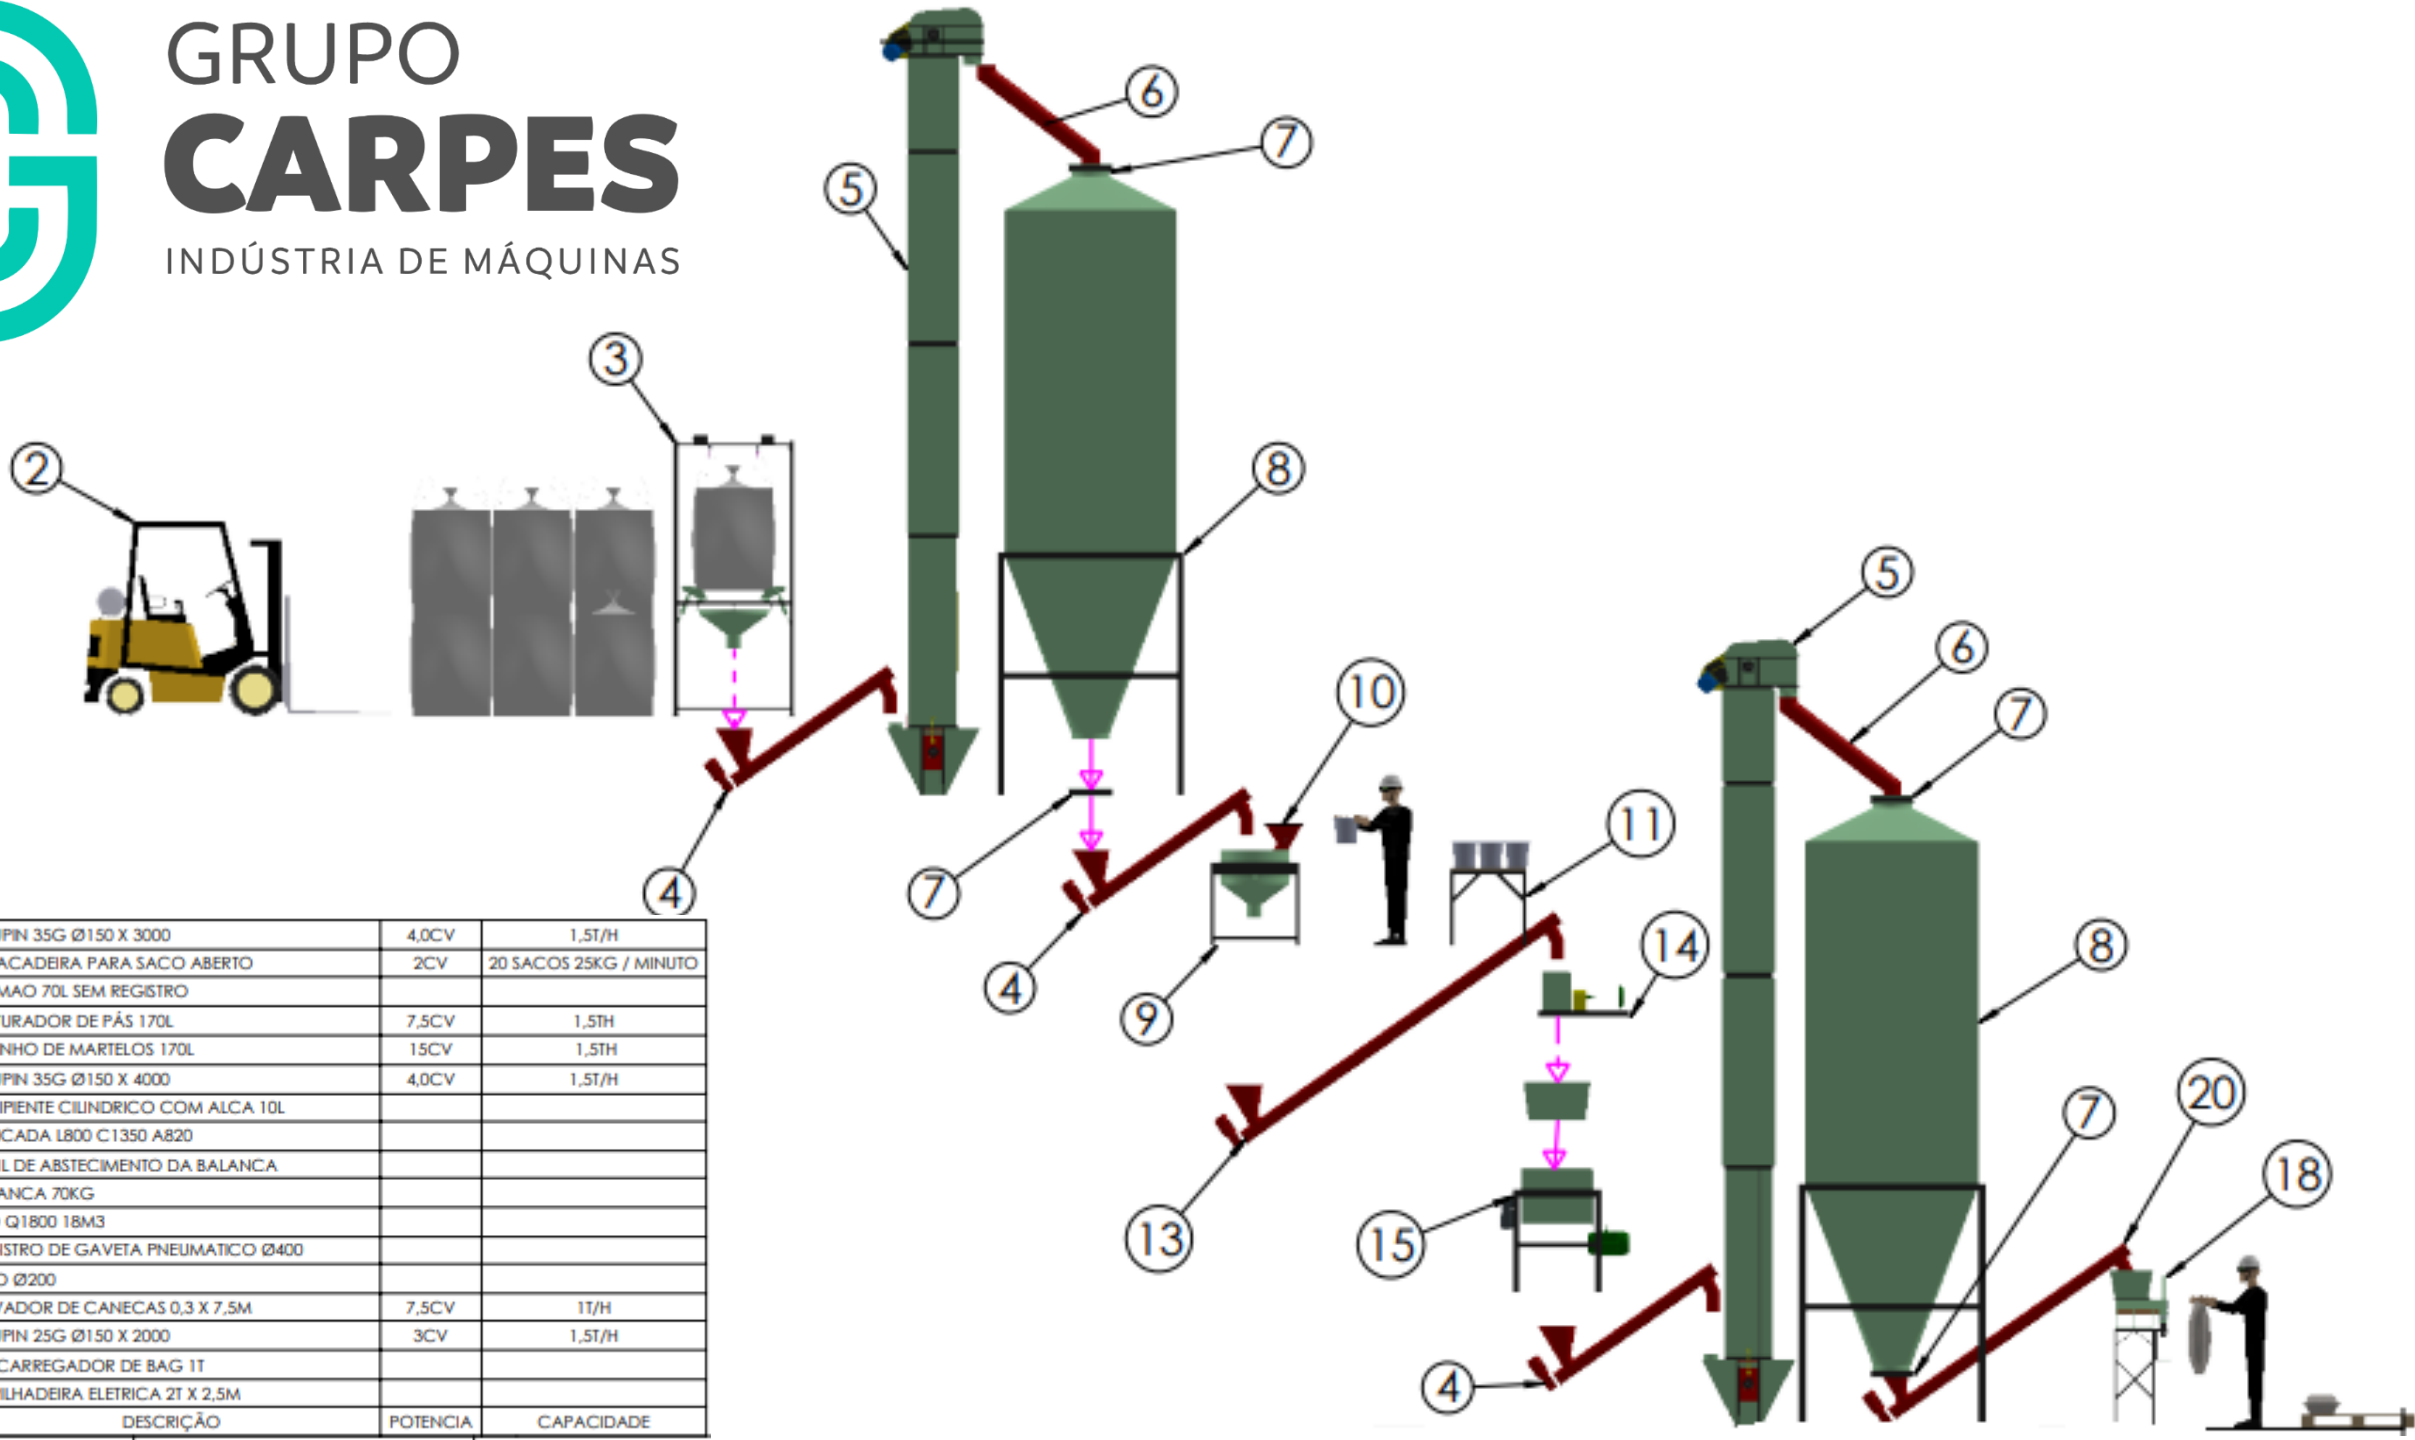 GRUPO
CARPES
INDÚSTRIA DE MÁQUINAS
6
7
5
3
2
8
5
6
10
7
11
7
4
14
8
4
9
20
7
18
13
15
4
PIN 35G Ø150 X 3000 4,0CV 1,5T/H
ACADEIRA PARA SACO ABERTO 2CV 20 SACOS 25KG / MINUTO
MAO 70L SEM REGISTRO
TURADOR DE PÁS 170L 7,5CV 1,5TH
NHO DE MARTELOS 170L 15CV 1,5TH
PIN 35G Ø150 X 4000 4,0CV 1,5T/H
IPIENTE CILINDRICO COM ALCA 10L
CADA L800 C1350 A820
IL DE ABSTECIMENTO DA BALANCA
ANCA 70KG
Q1800 18M3
ISTRO DE GAVETA PNEUMATICO Ø400
O Ø200
VADOR DE CANECAS 0,3 X 7,5M 7,5CV 1T/H
PIN 25G Ø150 X 2000 3CV 1,5T/H
CARREGADOR DE BAG 1T
ILHADEIRA ELETRICA 2T X 2,5M
DESCRIÇÃO POTENCIA CAPACIDADE